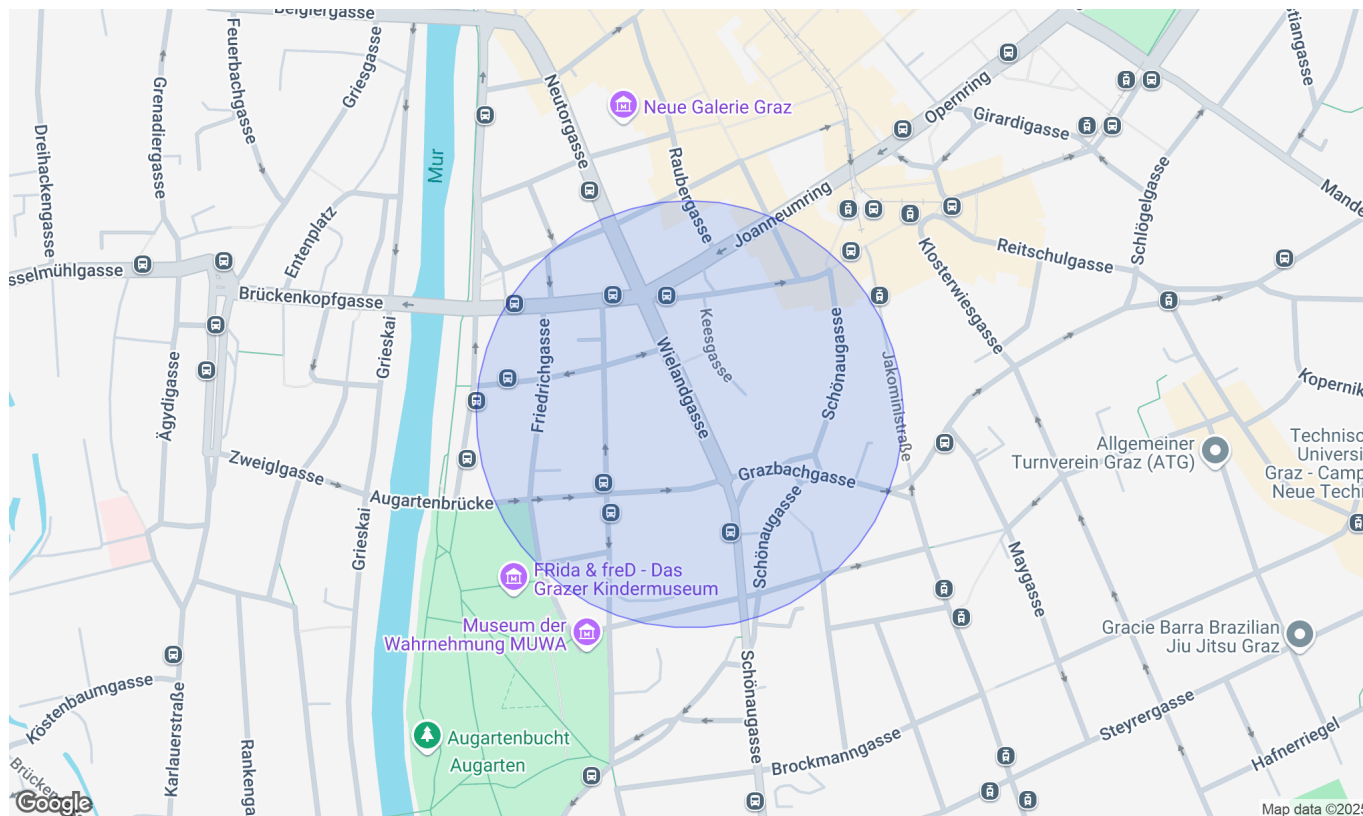 Belgiergasse
Feuerbachgasse
Griesgasse
Grenadiergasse
Dreihackengasse
Mur
Neutorgasse
Neue Galerie Graz
Raubergasse
Opernring
Girardigasse
tiangasse
Mande
Schlögelgasse
Joanneumring
Entenplatz
sselmühlgasse
Brückenkopfgasse
Klosterwiesgasse
Reitschulgasse
Grieskai
Friedrichgasse
Keesgasse
Wielandgasse
Schönaugasse
Jakoministraße
Kopernik
Ägydigasse
Zweiglgasse
Augartenbrücke
Grazbachgasse
Allgemeiner
Turnverein Graz (ATG)
Technisc
Universi
Graz - Camp
Neue Techn
Grieskai
Schönaugasse
Maygasse
FRida & freD - Das
Grazer Kindermuseum
Museum der
Wahrnehmung MUWA
Gracie Barra Brazilian
Jiu Jitsu Graz
Köstenbaumgasse
Karlauerstraße
Rankenga
Schönaugasse
Steyrergasse
Augartenbucht
Augarten
Brockmanngasse
Hafnerriegel
Brücken
Google
Map data ©2025